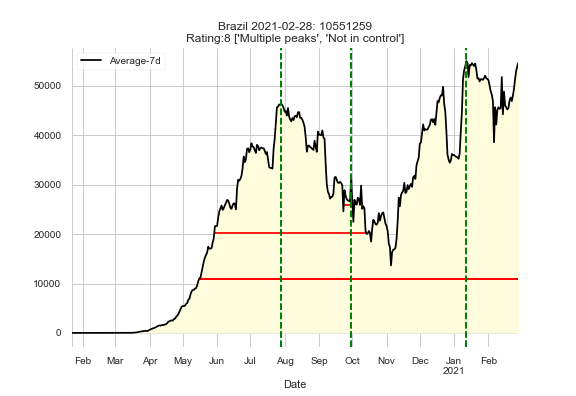 Brazil 2021-02-28: 10551259
Rating:8 ['Multiple peaks', 'Not in control']
Average-7d
50000
40000
30000
20000
10000
0
Feb Mar Apr May Jun Jul Aug Sep Oct Nov Dec Jan Feb
2021
Date